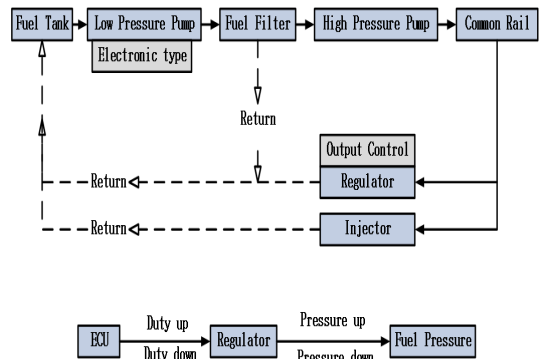 Fuel Tank
Low Pressure Pump
Fuel Filter
High Pressure Pump
Common Rail
Electronic type
Return
Output Control
Return
Regulator
Return
Injector
Duty up
Pressure up
ECU
Regulator
Fuel Pressure
Duty down
Pressure down